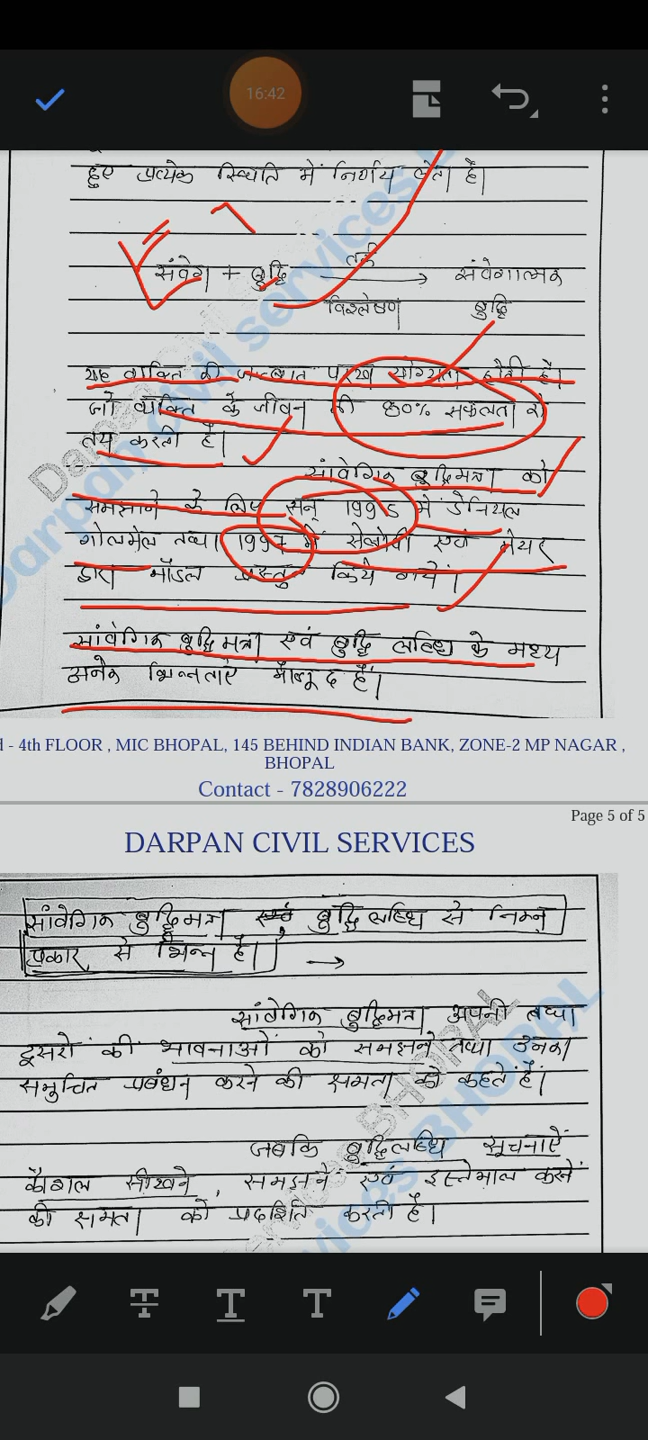 16:42
हुए प्रत्येक स्थिति में निर्णय लेता है।
संवेग + बुद्धि तर्क संवेगात्मक
विश्लेषण बुद्धि
यह व्यक्ति की जन्मजात परख योग्यता होती है।
जो व्यक्ति के जीवन की 80% सफलता को
तय करती है।
सांवेगिक बुद्धिमत्ता को
समझाने के लिए सन् 1995 में डेनियल
गोलमेल तथा 1997 में सेलोवी एवं मेयर
द्वारा मॉडल प्रस्तुत किये गये।
सांवेगिक बुद्धिमत्ता एवं बुद्धि लब्धि के मध्य
अनेक भिन्नताएं मौजूद है।
- 4th FLOOR , MIC BHOPAL, 145 BEHIND INDIAN BANK, ZONE-2 MP NAGAR ,
BHOPAL
Contact - 7828906222
Page 5 of 5
DARPAN CIVIL SERVICES
सांवेगिक बुद्धिमत्ता एवं बुद्धिलब्धि से निम्न
प्रकार से भिन्न है। →
सांवेगिक बुद्धिमत्ता अपनी तथा
दूसरों की भावनाओं को समझने तथा उनका
समुचित प्रबंधन करने की क्षमता को कहते हैं।
जबकि बुद्धिलब्धि सूचनाएँ
कौशल सीखने, समझने एवं इस्तेमाल करने
की क्षमता को प्रदर्शित करती है।